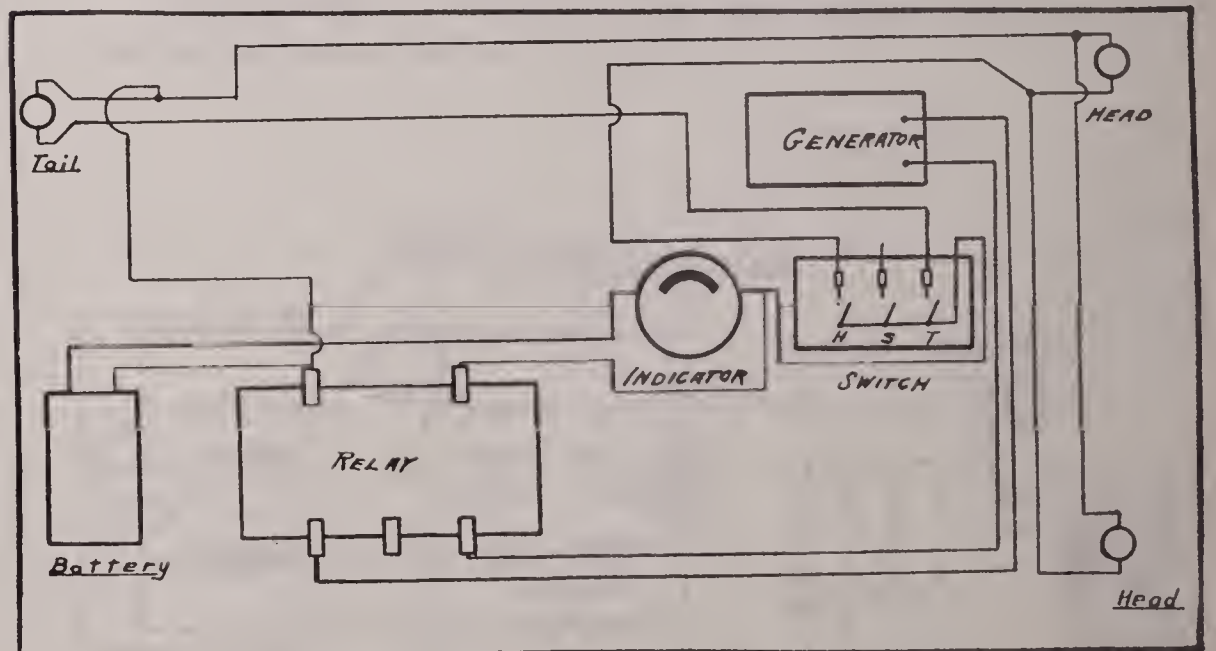 HEAD
GENERATOR
Tail
H S T
INDICATOR
SWITCH
RELAY
Battery
Head